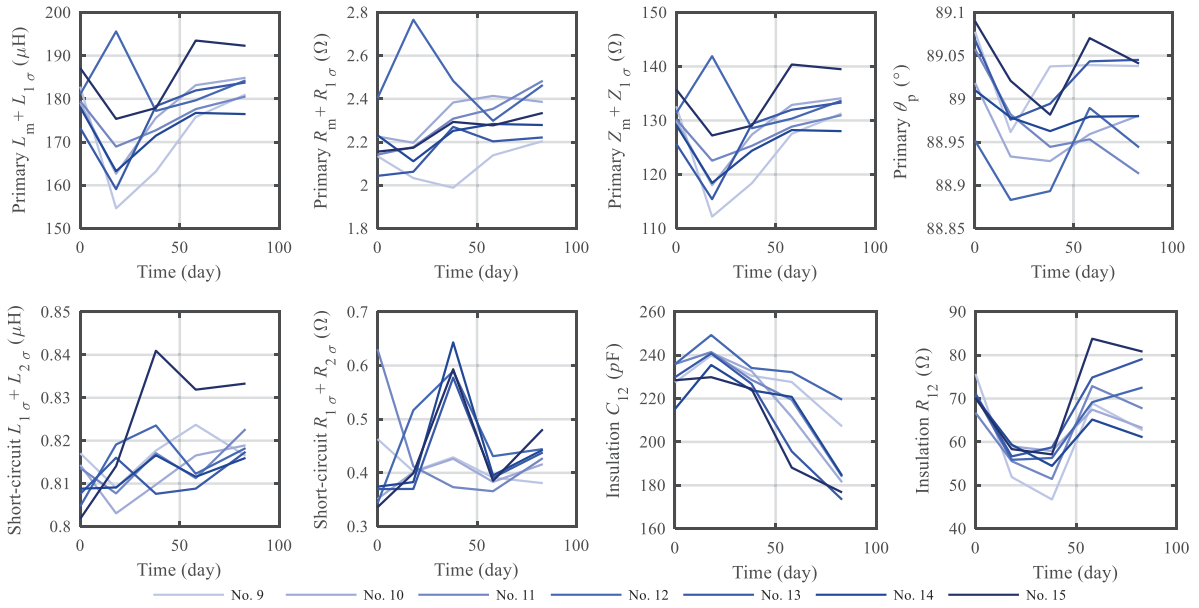 Primary L_m + L_1σ (μH)
200
190
180
170
160
150
0 50 100
Time (day)
Primary R_m + R_1σ (Ω)
2.8
2.6
2.4
2.2
2
1.8
0 50 100
Time (day)
Primary Z_m + Z_1σ (Ω)
150
140
130
120
110
0 50 100
Time (day)
Primary θ_p (°)
89.1
89.05
89
88.95
88.9
88.85
0 50 100
Time (day)
Short-circuit L_1σ + L_2σ (μH)
0.85
0.84
0.83
0.82
0.81
0.8
0 50 100
Time (day)
Short-circuit R_1σ + R_2σ (Ω)
0.7
0.6
0.5
0.4
0.3
0 50 100
Time (day)
Insulation C_12 (pF)
260
240
220
200
180
160
0 50 100
Time (day)
Insulation R_12 (Ω)
90
80
70
60
50
40
0 50 100
Time (day)
No. 9 No. 10 No. 11 No. 12 No. 13 No. 14 No. 15